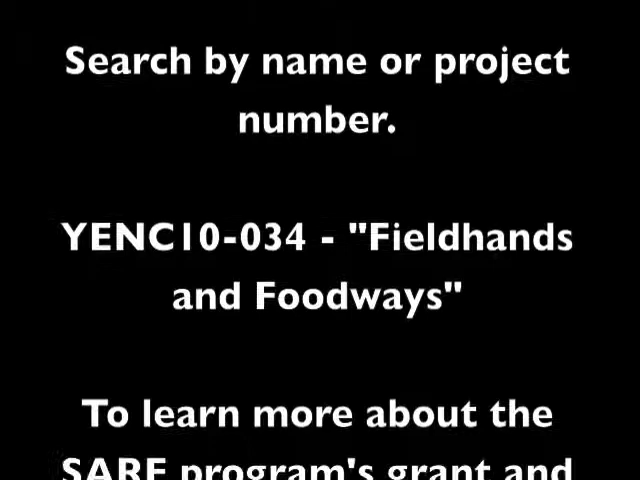 Search by name or project
number.
YENC10-034 - "Fieldhands
and Foodways"
To learn more about the
SARE program's grant and